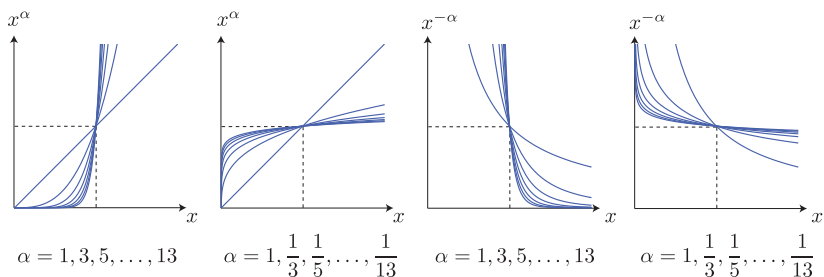 x^α x^α x^{−α} x^{−α}
x x x x
α = 1, 3, 5, . . . , 13
α = 1, 1/3, 1/5, . . . , 1/13
α = 1, 3, 5, . . . , 13
α = 1, 1/3, 1/5, . . . , 1/13